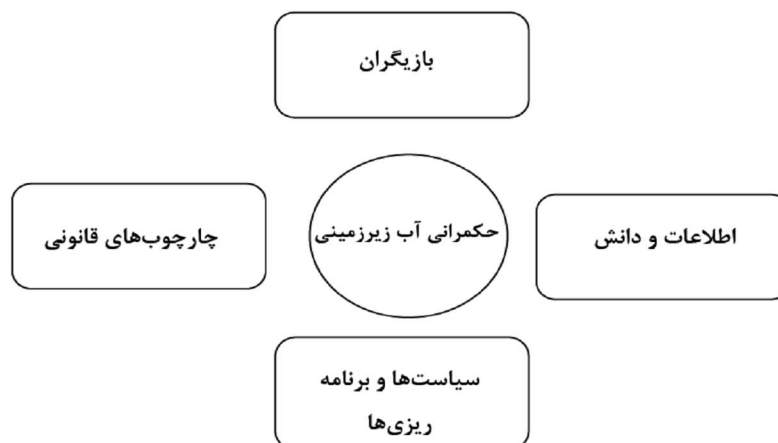 بازیگران
اطلاعات و دانش
حکمرانی آب زیرزمینی
چارچوب‌های قانونی
سیاست‌ها و برنامه
ریزی‌ها